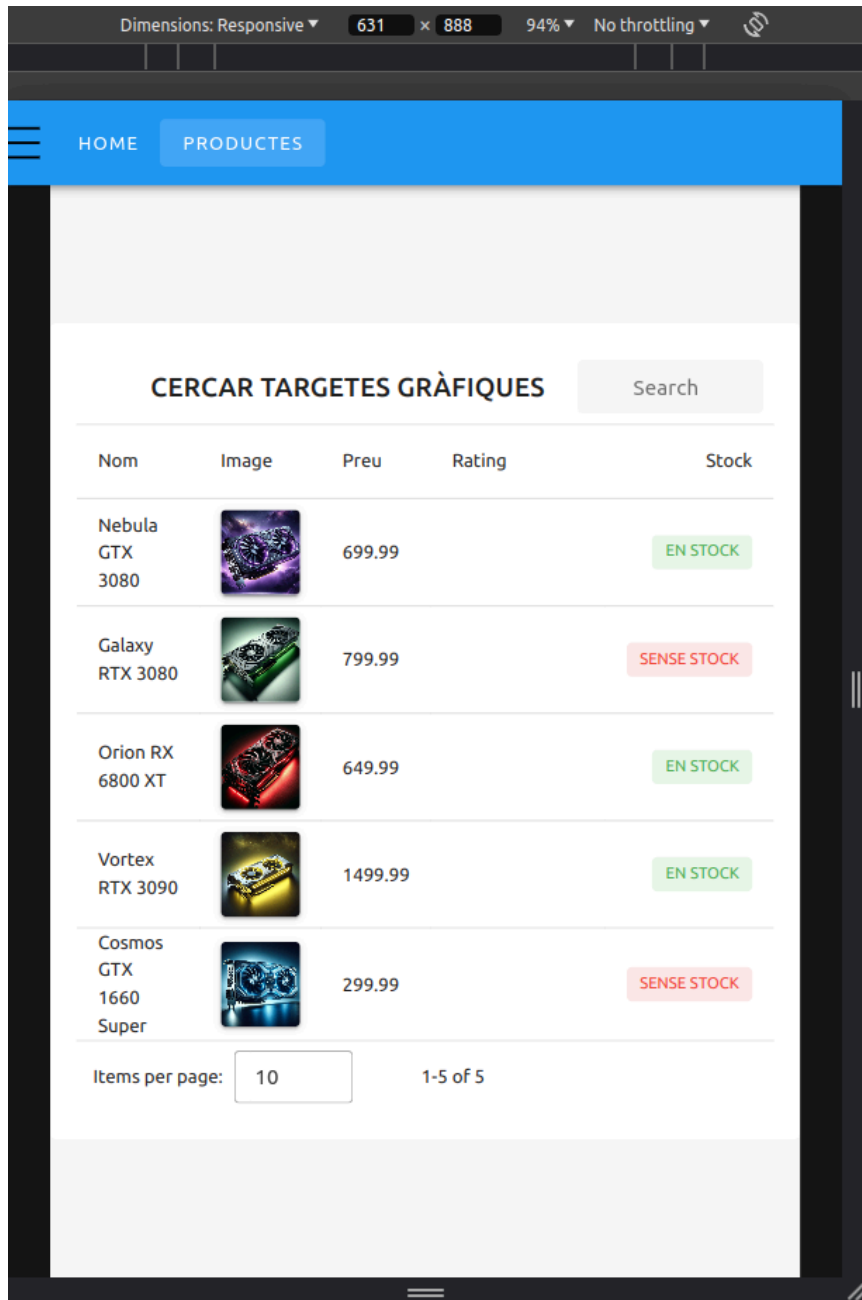 Dimensions: Responsive 631 × 888 94% No throttling
HOME PRODUCTES
CERCAR TARGETES GRÀFIQUES Search
Nom Image Preu Rating Stock
Nebula
GTX
3080
699.99
EN STOCK
Galaxy
RTX 3080
799.99
SENSE STOCK
Orion RX
6800 XT
649.99
EN STOCK
Vortex
RTX 3090
1499.99
EN STOCK
Cosmos
GTX
1660
Super
299.99
SENSE STOCK
Items per page: 10 1-5 of 5